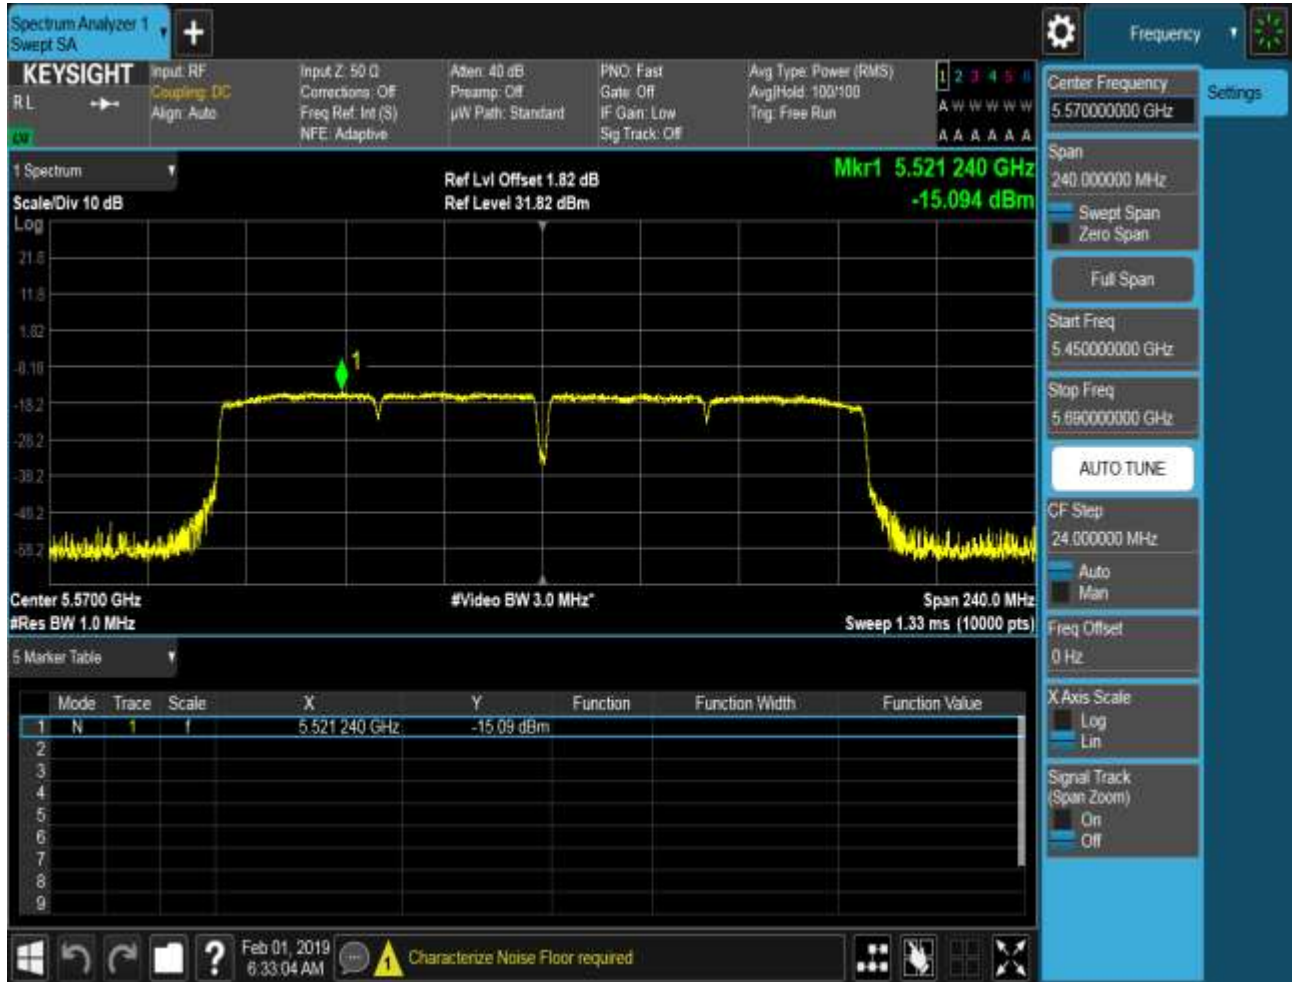 Spectrum Analyzer 1
Swept SA
+
Frequency
KEYSIGHT
RL
Input: RF
Coupling: DC
Align: Auto
Input Z: 50 Ω
Corrections: Off
Freq Ref: Int (S)
NFE: Adaptive
Atten: 40 dB
Preamp: Off
µW Path: Standard
PNO: Fast
Gate: Off
IF Gain: Low
Sig Track: Off
Avg Type: Power (RMS)
Avg|Hold: 100/100
Trig: Free Run
1 2 3 4 5 6
A W W W W W
A A A A A A
1 Spectrum
Scale/Div 10 dB
Ref Lvl Offset 1.82 dB
Ref Level 31.82 dBm
Mkr1 5.521 240 GHz
-15.094 dBm
Log
21.8
11.8
1.82
-8.18
-18.2
-28.2
-38.2
-48.2
-58.2
1
Center 5.5700 GHz
#Video BW 3.0 MHz*
Span 240.0 MHz
#Res BW 1.0 MHz
Sweep 1.33 ms (10000 pts)
5 Marker Table
Mode Trace Scale X Y Function Function Width Function Value
1 N 1 f 5.521 240 GHz -15.09 dBm
2
3
4
5
6
7
8
9
Center Frequency
5.570000000 GHz
Settings
Span
240.000000 MHz
Swept Span
Zero Span
Full Span
Start Freq
5.450000000 GHz
Stop Freq
5.690000000 GHz
AUTO TUNE
CF Step
24.000000 MHz
Auto
Man
Freq Offset
0 Hz
X Axis Scale
Log
Lin
Signal Track
(Span Zoom)
On
Off
?
Feb 01, 2019
6:33:04 AM
1
Characterize Noise Floor required